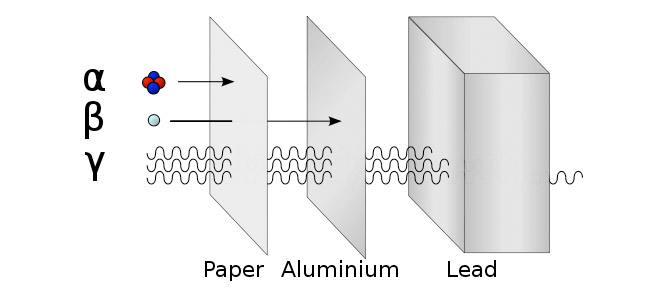 α
β
γ
Paper Aluminium Lead